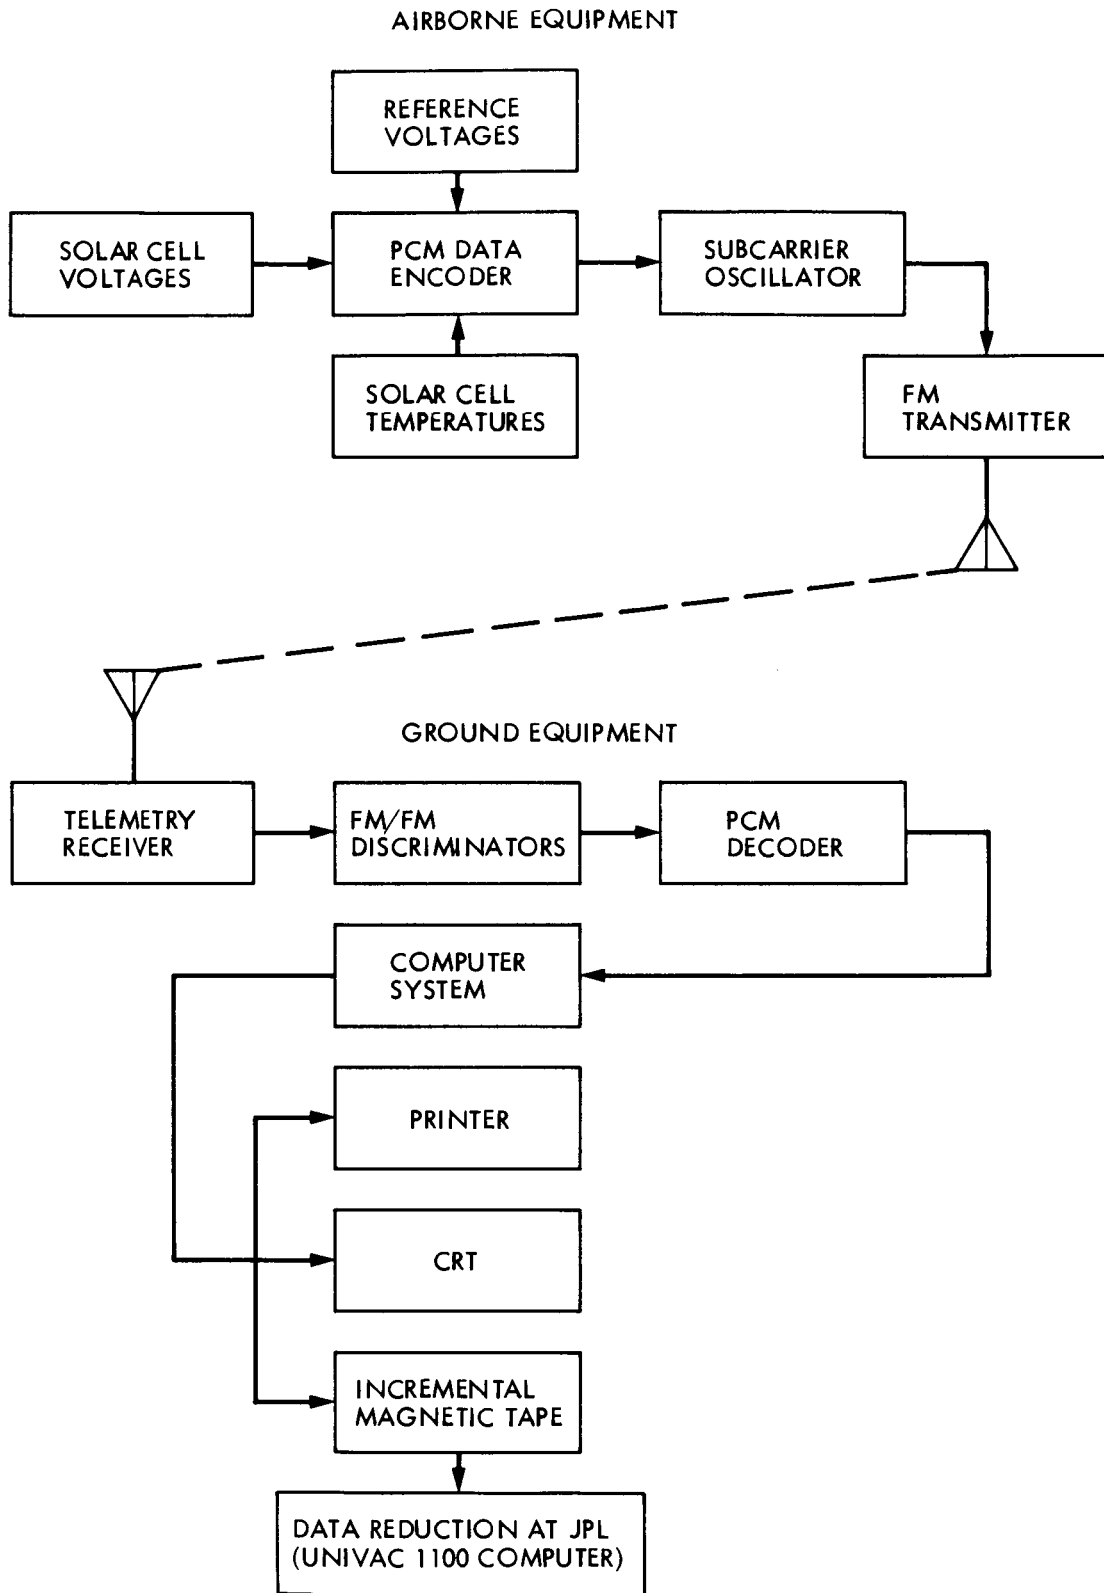 AIRBORNE EQUIPMENT
REFERENCE
VOLTAGES
SOLAR CELL
VOLTAGES
PCM DATA
ENCODER
SUBCARRIER
OSCILLATOR
SOLAR CELL
TEMPERATURES
FM
TRANSMITTER
GROUND EQUIPMENT
TELEMETRY
RECEIVER
FM/FM
DISCRIMINATORS
PCM
DECODER
COMPUTER
SYSTEM
PRINTER
CRT
INCREMENTAL
MAGNETIC TAPE
DATA REDUCTION AT JPL
(UNIVAC 1100 COMPUTER)